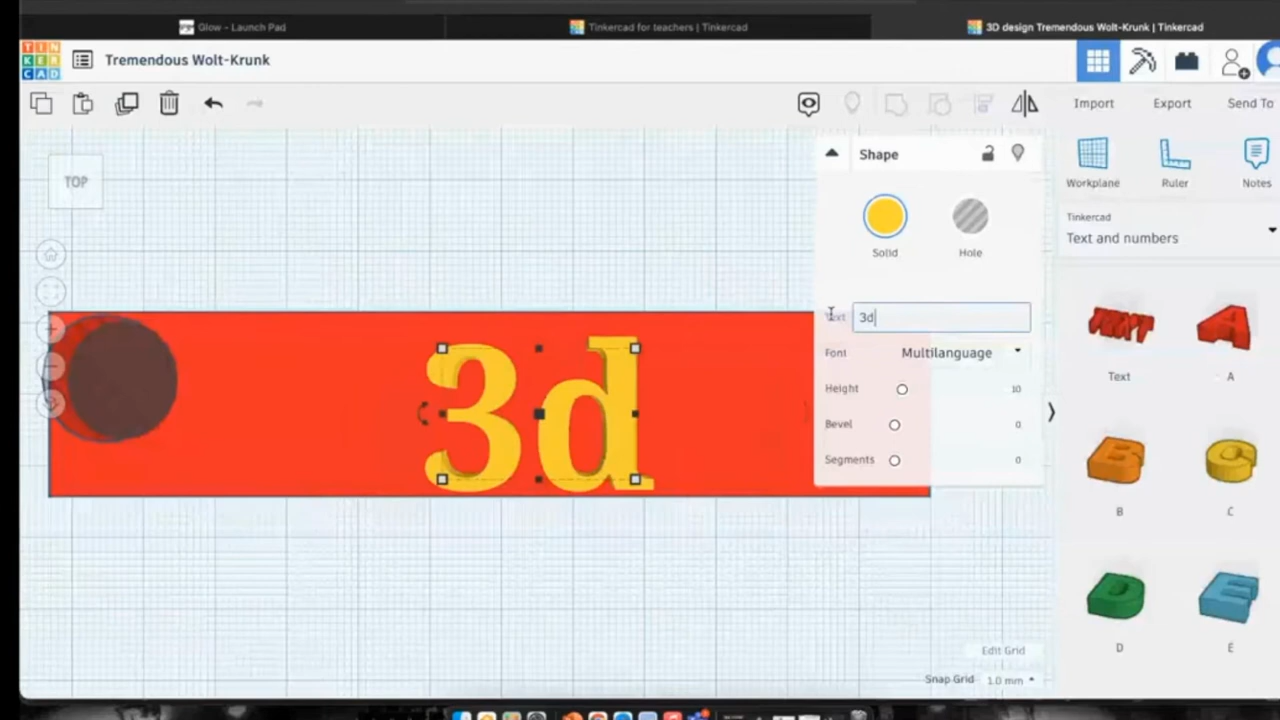 Glow - Launch Pad
Tinkercad for teachers | Tinkercad
3D design Tremendous Wolt-Krunk | Tinkercad
TIN
KER
CAD
Tremendous Wolt-Krunk
Import
Export
Send To
TOP
Shape
Solid
Hole
Workplane
Ruler
Notes
Tinkercad
Text and numbers
Text
3d
Font
Multilanguage
Height
10
Bevel
0
Segments
0
3d
TEXT
A
Text
A
B
C
B
C
D
E
D
E
Edit Grid
Snap Grid
1.0 mm